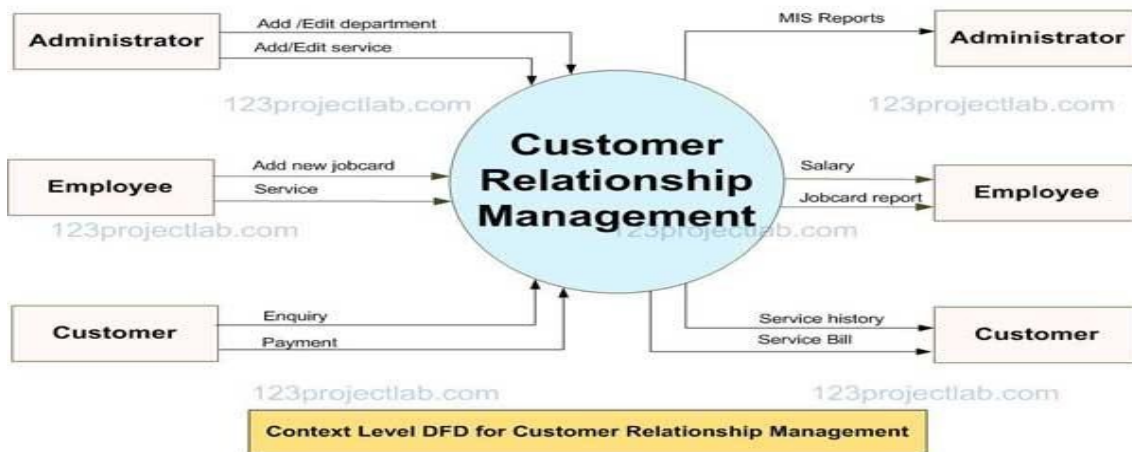 Add /Edit department
MIS Reports
Administrator
Administrator
Add/Edit service
123projectlab.com
123projectlab.com
Customer
Relationship
Management
Add new jobcard
Salary
Employee
Employee
Service
Jobcard report
123projectlab.com
123projectlab.com
Enquiry
Service history
Customer
Customer
Payment
Service Bill
123projectlab.com
123projectlab.com
Context Level DFD for Customer Relationship Management